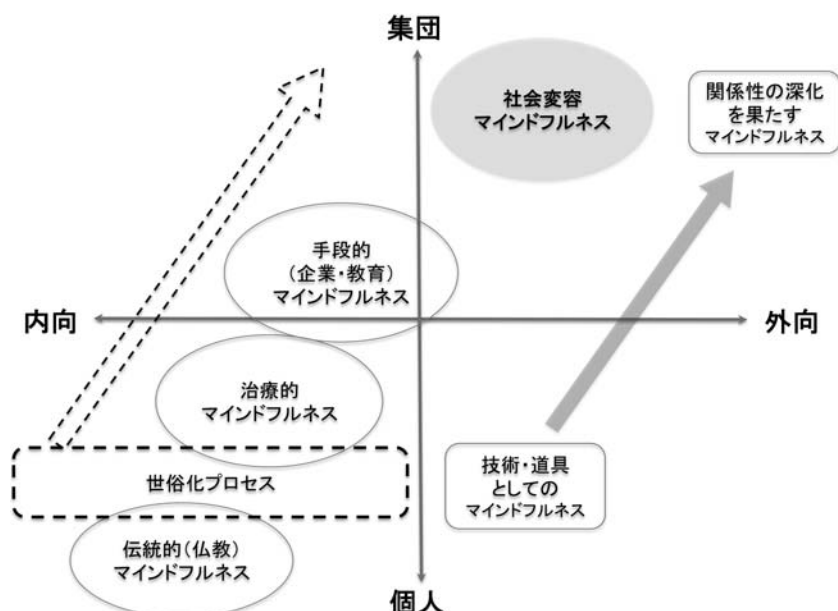 集団
社会変容
マインドフルネス
関係性の深化
を果たす
マインドフルネス
手段的
(企業・教育)
マインドフルネス
内向
外向
治療的
マインドフルネス
世俗化プロセス
技術・道具
としての
マインドフルネス
伝統的(仏教)
マインドフルネス
個人